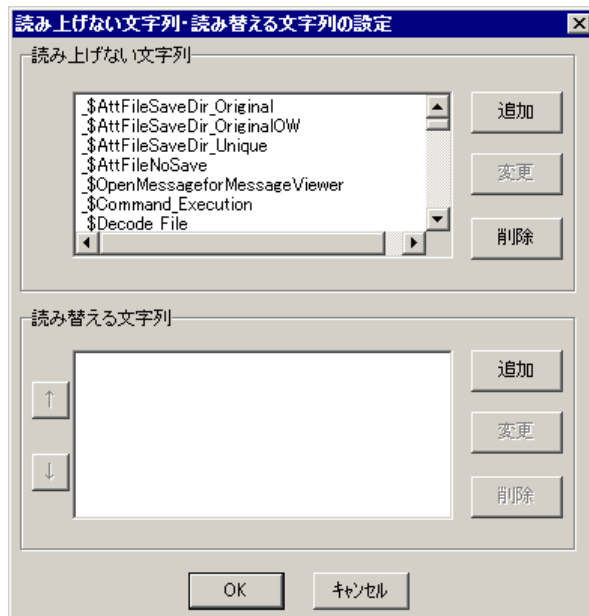 読み上げない文字列・読み替える文字列の設定
読み上げない文字列
_$AttFileSaveDir_Original
_$AttFileSaveDir_OriginalOW
_$AttFileSaveDir_Unique
_$AttFileNoSave
_$OpenMessageforMessageViewer
_$Command_Execution
_$Decode File
追加
変更
削除
読み替える文字列
↑
↓
追加
変更
削除
OK
キャンセル